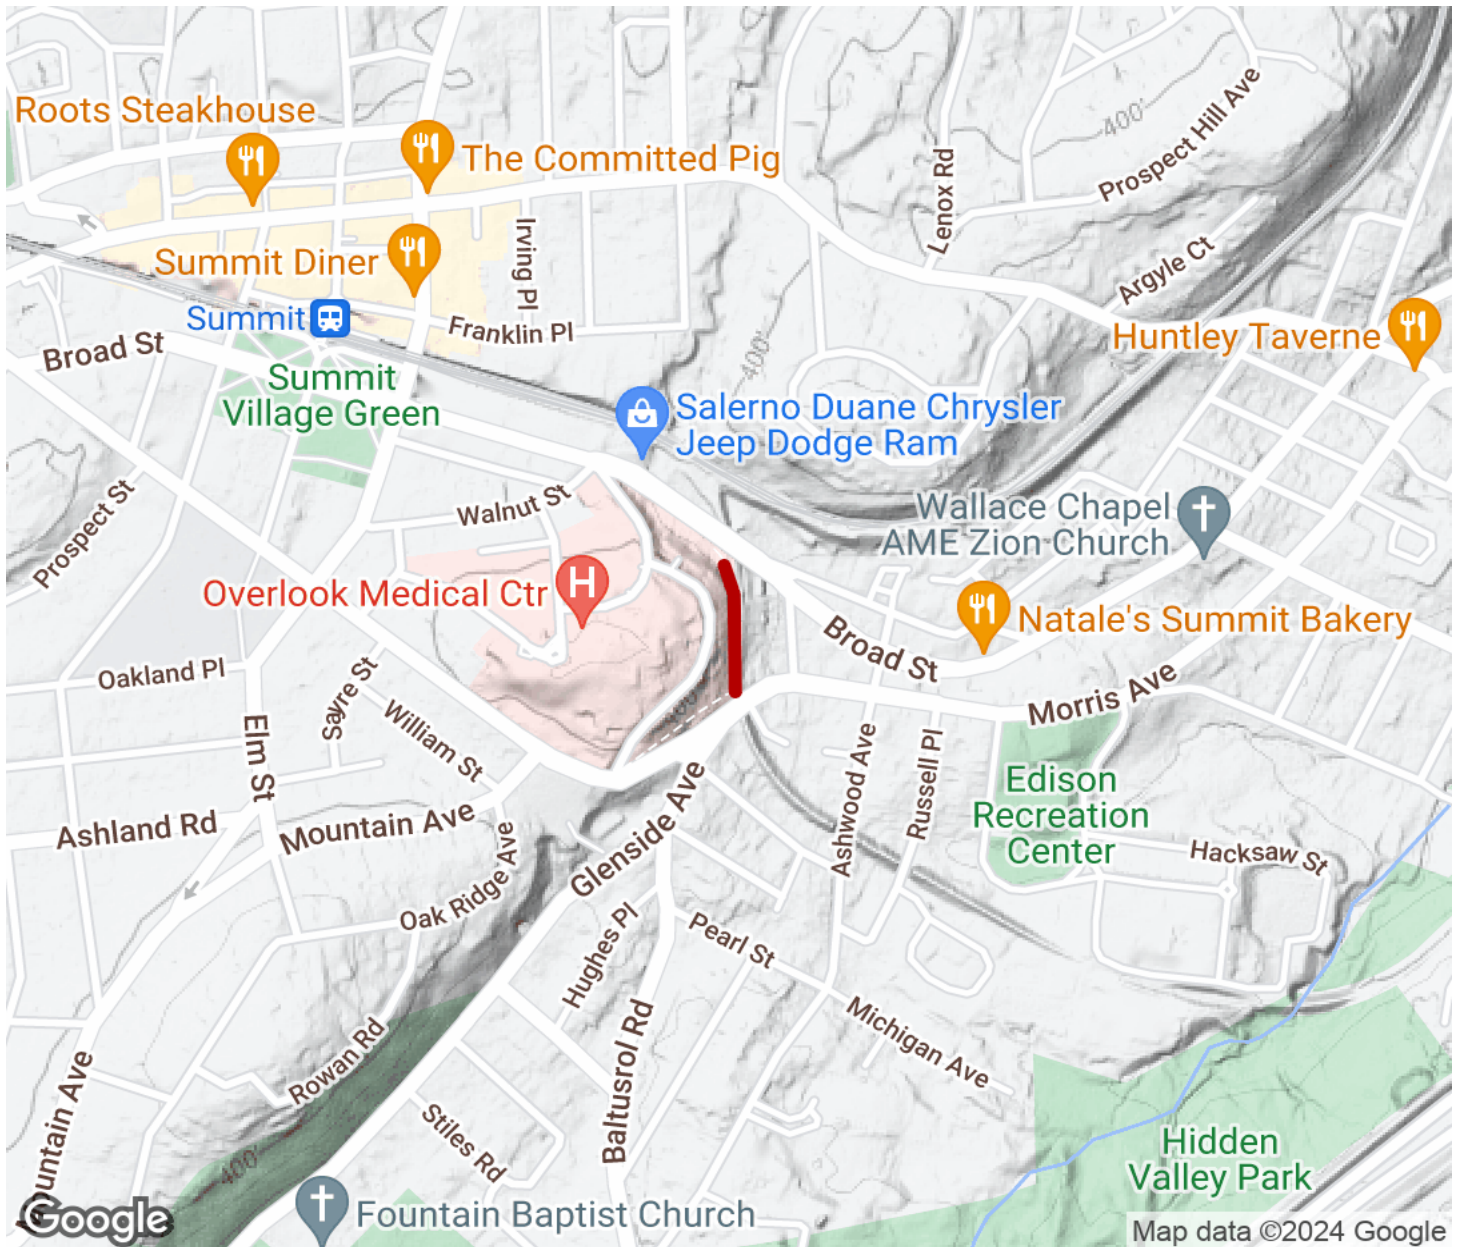 400'
Prospect Hill Ave
Roots Steakhouse
The Committed Pig
Lenox Rd
Irving Pl
Argyle Ct
Summit Diner
Summit
Franklin Pl
Huntley Taverne
Broad St
400'
Summit
Village Green
Salerno Duane Chrysler
Jeep Dodge Ram
Prospect St
Walnut St
Wallace Chapel
AME Zion Church
Overlook Medical Ctr
Natale's Summit Bakery
Broad St
Oakland Pl
Sayre St
Morris Ave
Elm St
William St
Ashwood Ave
Russell Pl
Edison
Recreation
Center
Ashland Rd
Mountain Ave
Glenside Ave
Hacksaw St
Oak Ridge Ave
Hughes Pl
Pearl St
Michigan Ave
Rowan Rd
Baltusrol Rd
Mountain Ave
Stiles Rd
400'
Hidden
Valley Park
Fountain Baptist Church
Google
Map data ©2024 Google